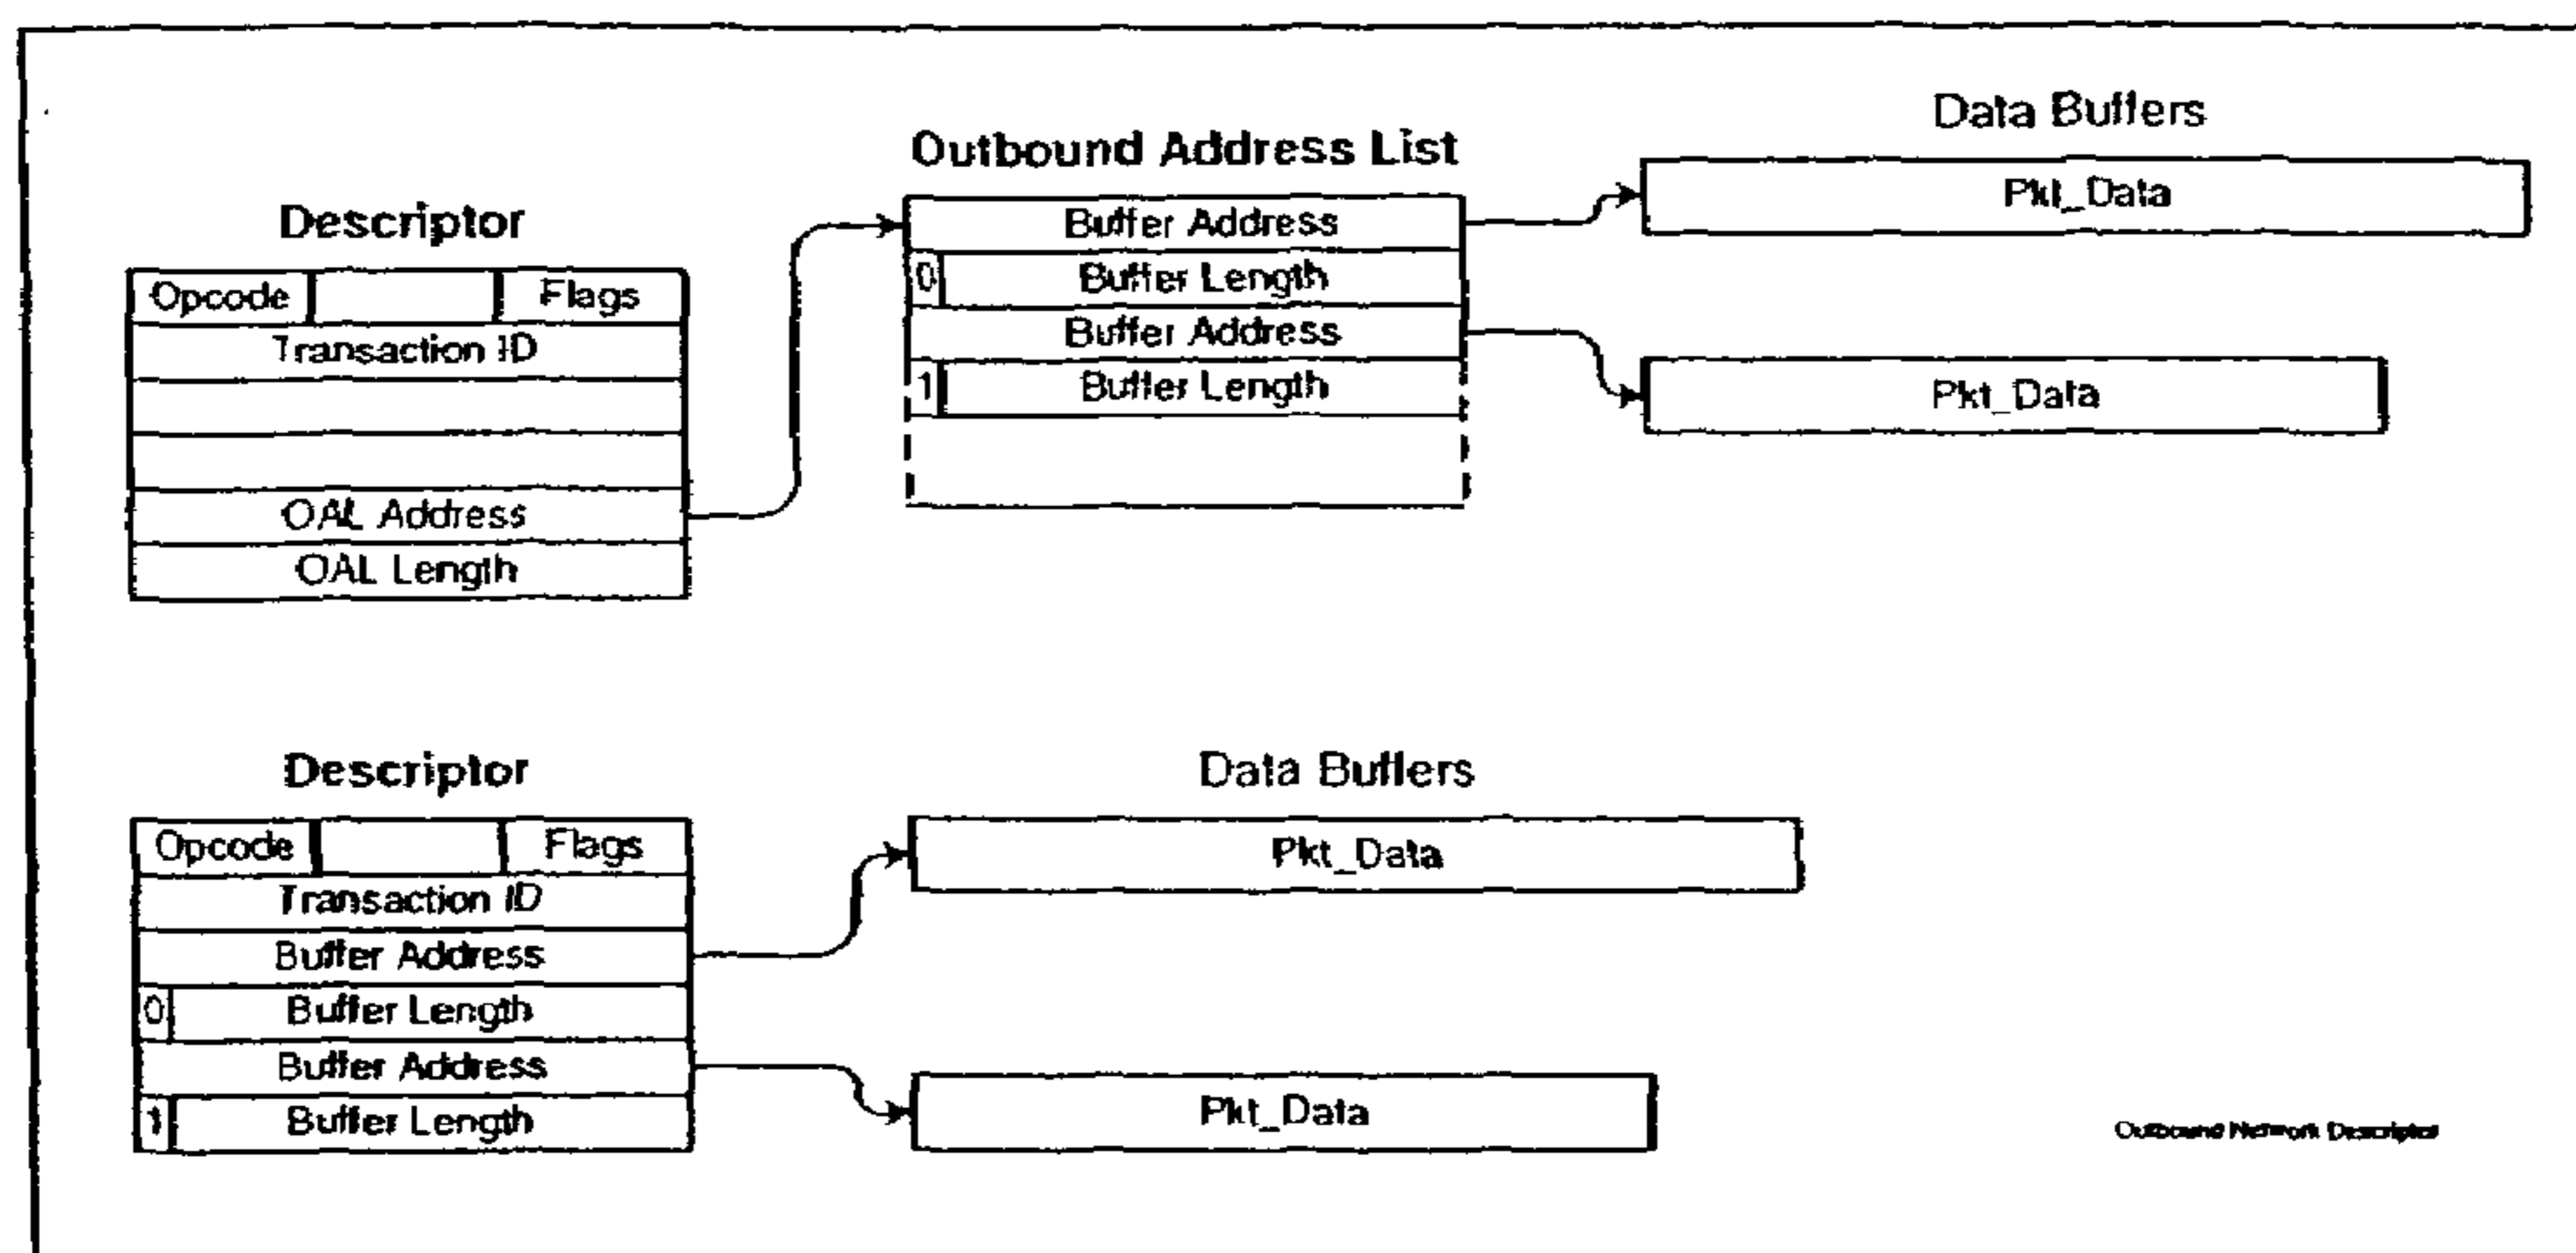 Data Buffers
Outbound Address List
Pkt_Data
Descriptor
Buffer Address
0 Buffer Length
Opcode Flags
Buffer Address
Transaction ID
1 Buffer Length
Pkt_Data
OAL Address
OAL Length
Descriptor
Data Buffers
Opcode Flags
Pkt_Data
Transaction ID
Buffer Address
0 Buffer Length
Buffer Address
1 Buffer Length
Pkt_Data
Outbound Network Descriptor